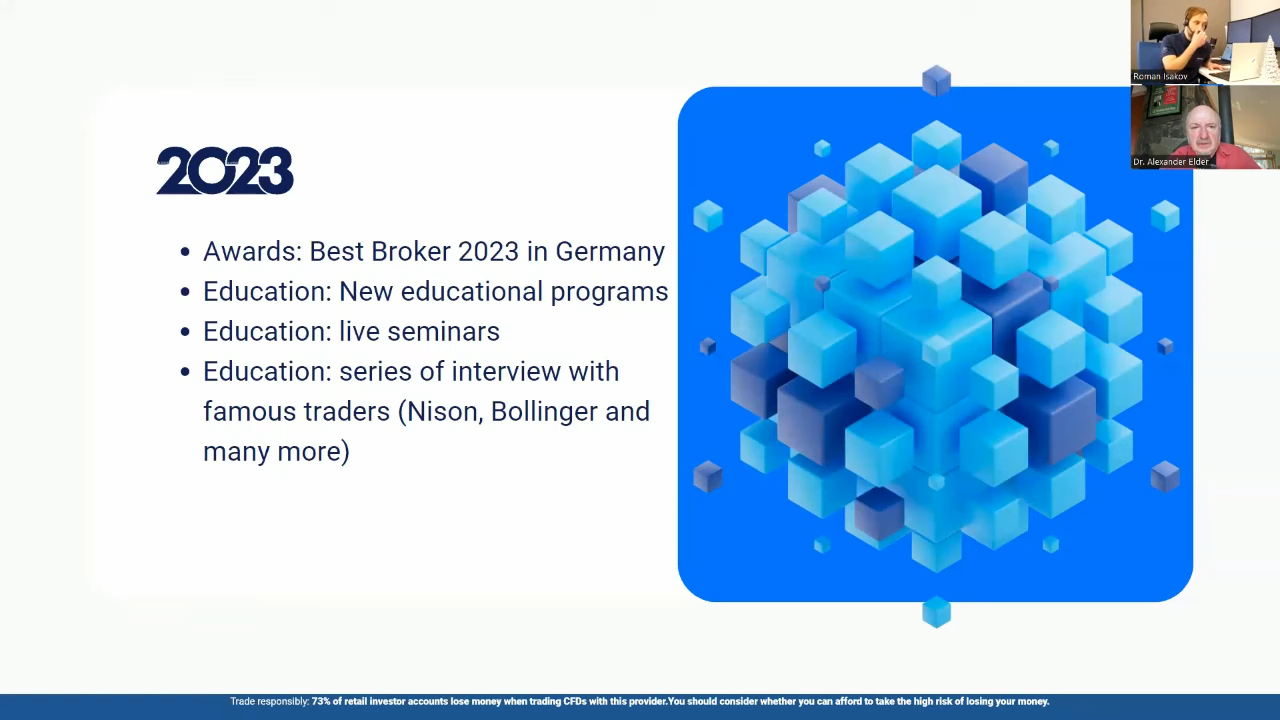 2023
• Awards: Best Broker 2023 in Germany
• Education: New educational programs
• Education: live seminars
• Education: series of interview with
famous traders (Nison, Bollinger and
many more)
Roman Isakov
Dr. Alexander Elder
Trade responsibly: 73% of retail investor accounts lose money when trading CFDs with this provider.You should consider whether you can afford to take the high risk of losing your money.